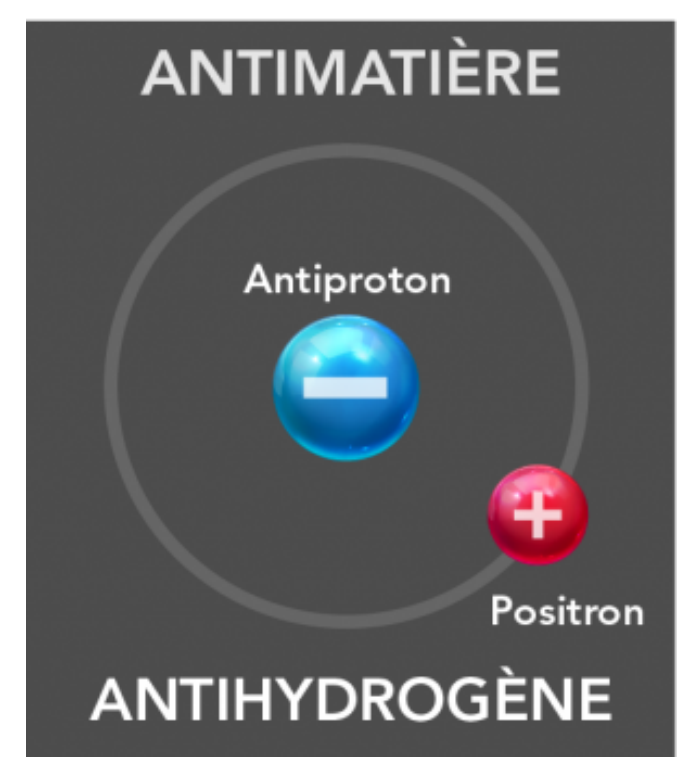 ANTIMATIÈRE
Antiproton
−
+
Positron
ANTIHYDROGÈNE